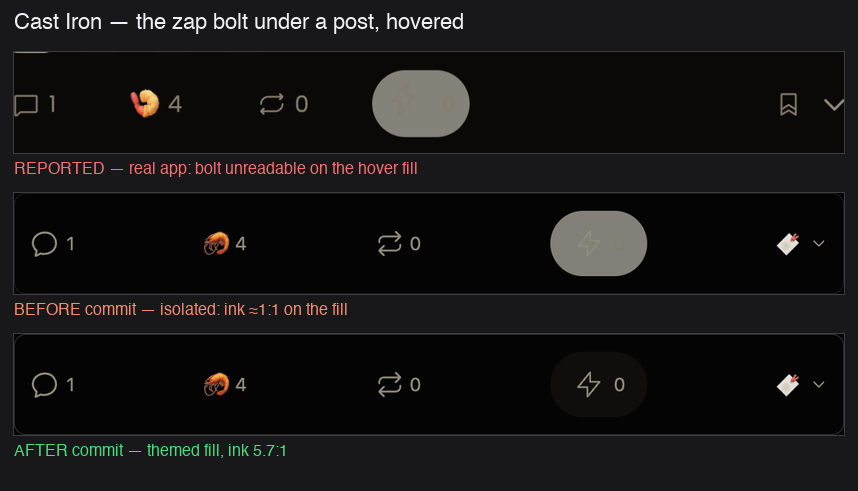 Cast Iron — the zap bolt under a post, hovered
1 4 0 0
REPORTED — real app: bolt unreadable on the hover fill
1 4 0 0
BEFORE commit — isolated: ink ≈1:1 on the fill
1 4 0 0
AFTER commit — themed fill, ink 5.7:1